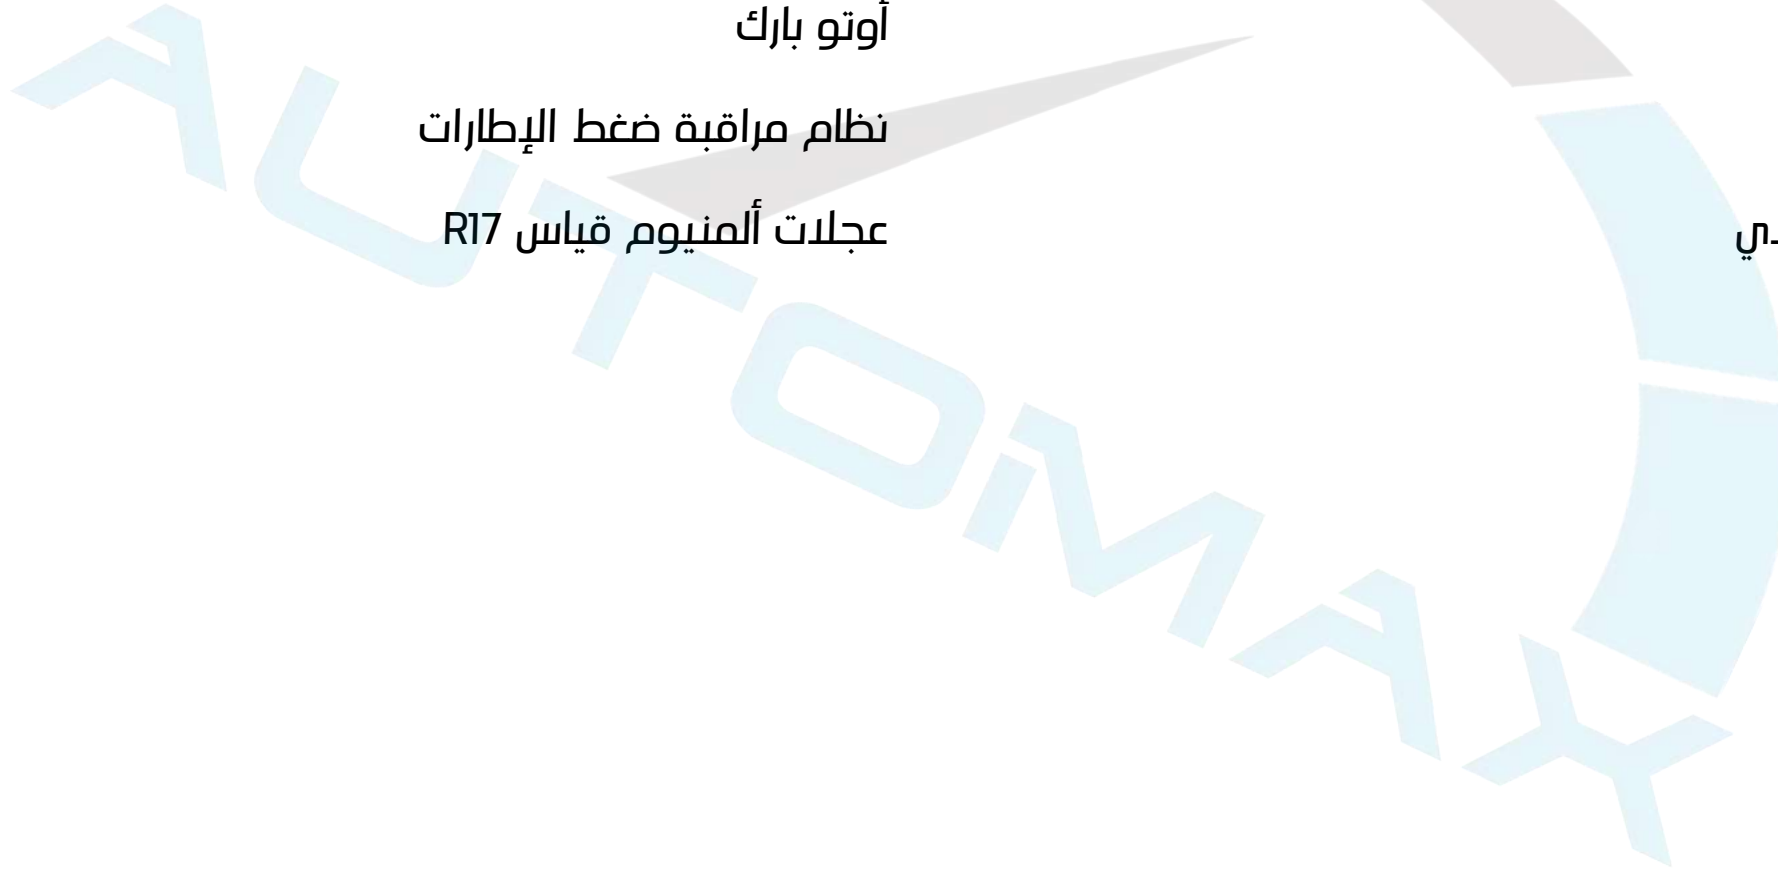 أوتو بارك
نظام مراقبة ضغط الإطارات
عجلات ألمنيوم قياس R17
AUTOMAX